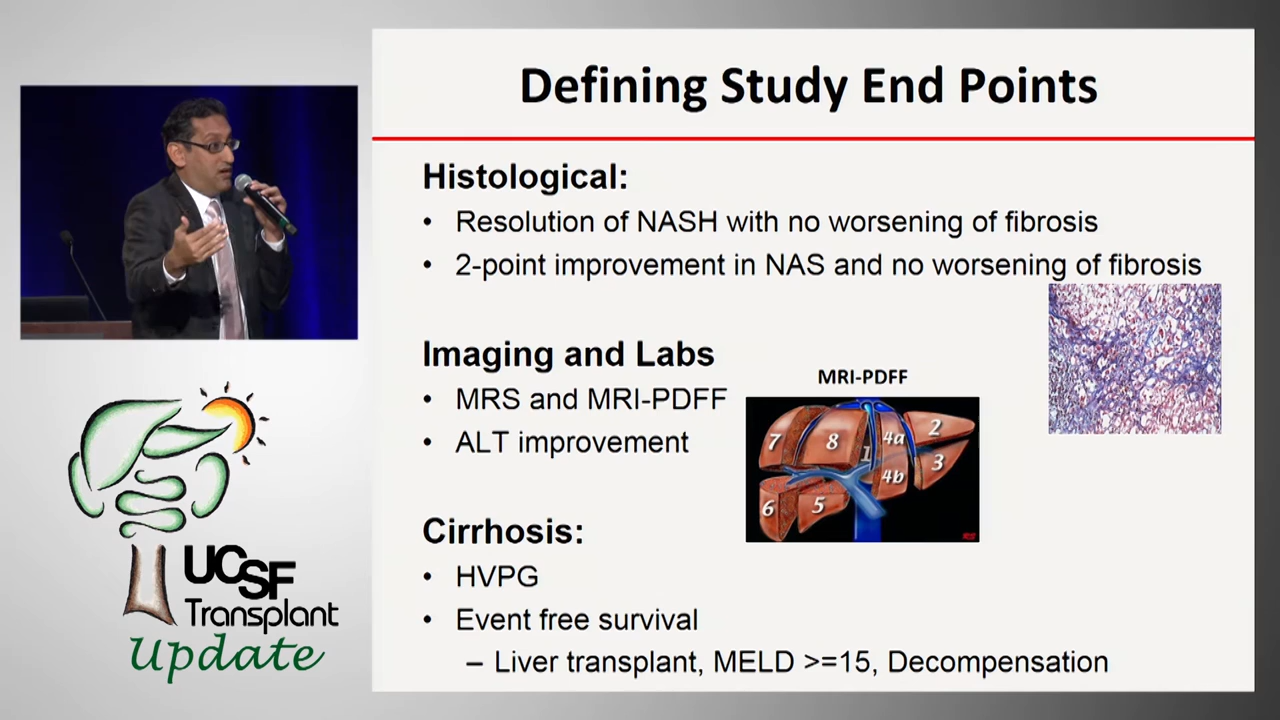 Defining Study End Points
Histological:
• Resolution of NASH with no worsening of fibrosis
• 2-point improvement in NAS and no worsening of fibrosis
Imaging and Labs
• MRS and MRI-PDFF
• ALT improvement
MRI-PDFF
7
8
1
4a
2
3
4b
6
5
Cirrhosis:
• HVPG
• Event free survival
– Liver transplant, MELD >=15, Decompensation
UCSF
Transplant
Update